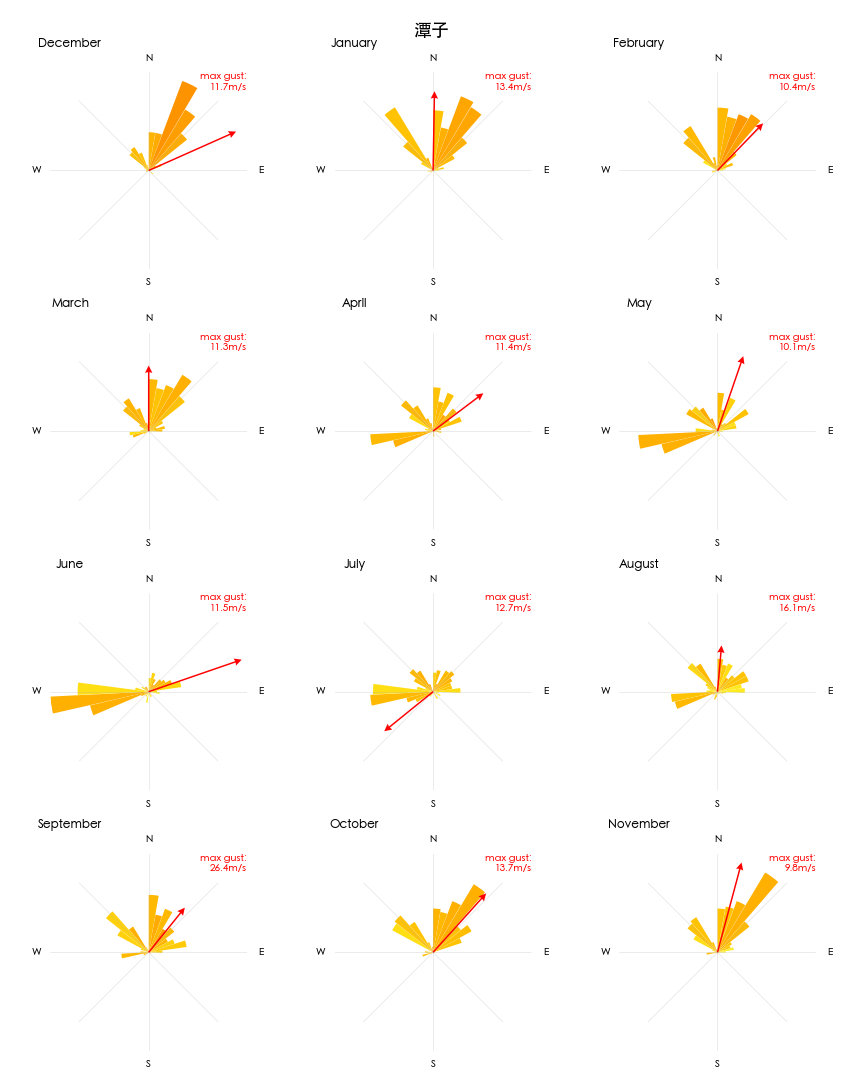 潭子
December
N
max gust:
11.7m/s
W
E
S
January
N
max gust:
13.4m/s
W
E
S
February
N
max gust:
10.4m/s
W
E
S
March
N
max gust:
11.3m/s
W
E
S
April
N
max gust:
11.4m/s
W
E
S
May
N
max gust:
10.1m/s
W
E
S
June
N
max gust:
11.5m/s
W
E
S
July
N
max gust:
12.7m/s
W
E
S
August
N
max gust:
16.1m/s
W
E
S
September
N
max gust:
26.4m/s
W
E
S
October
N
max gust:
13.7m/s
W
E
S
November
N
max gust:
9.8m/s
W
E
S